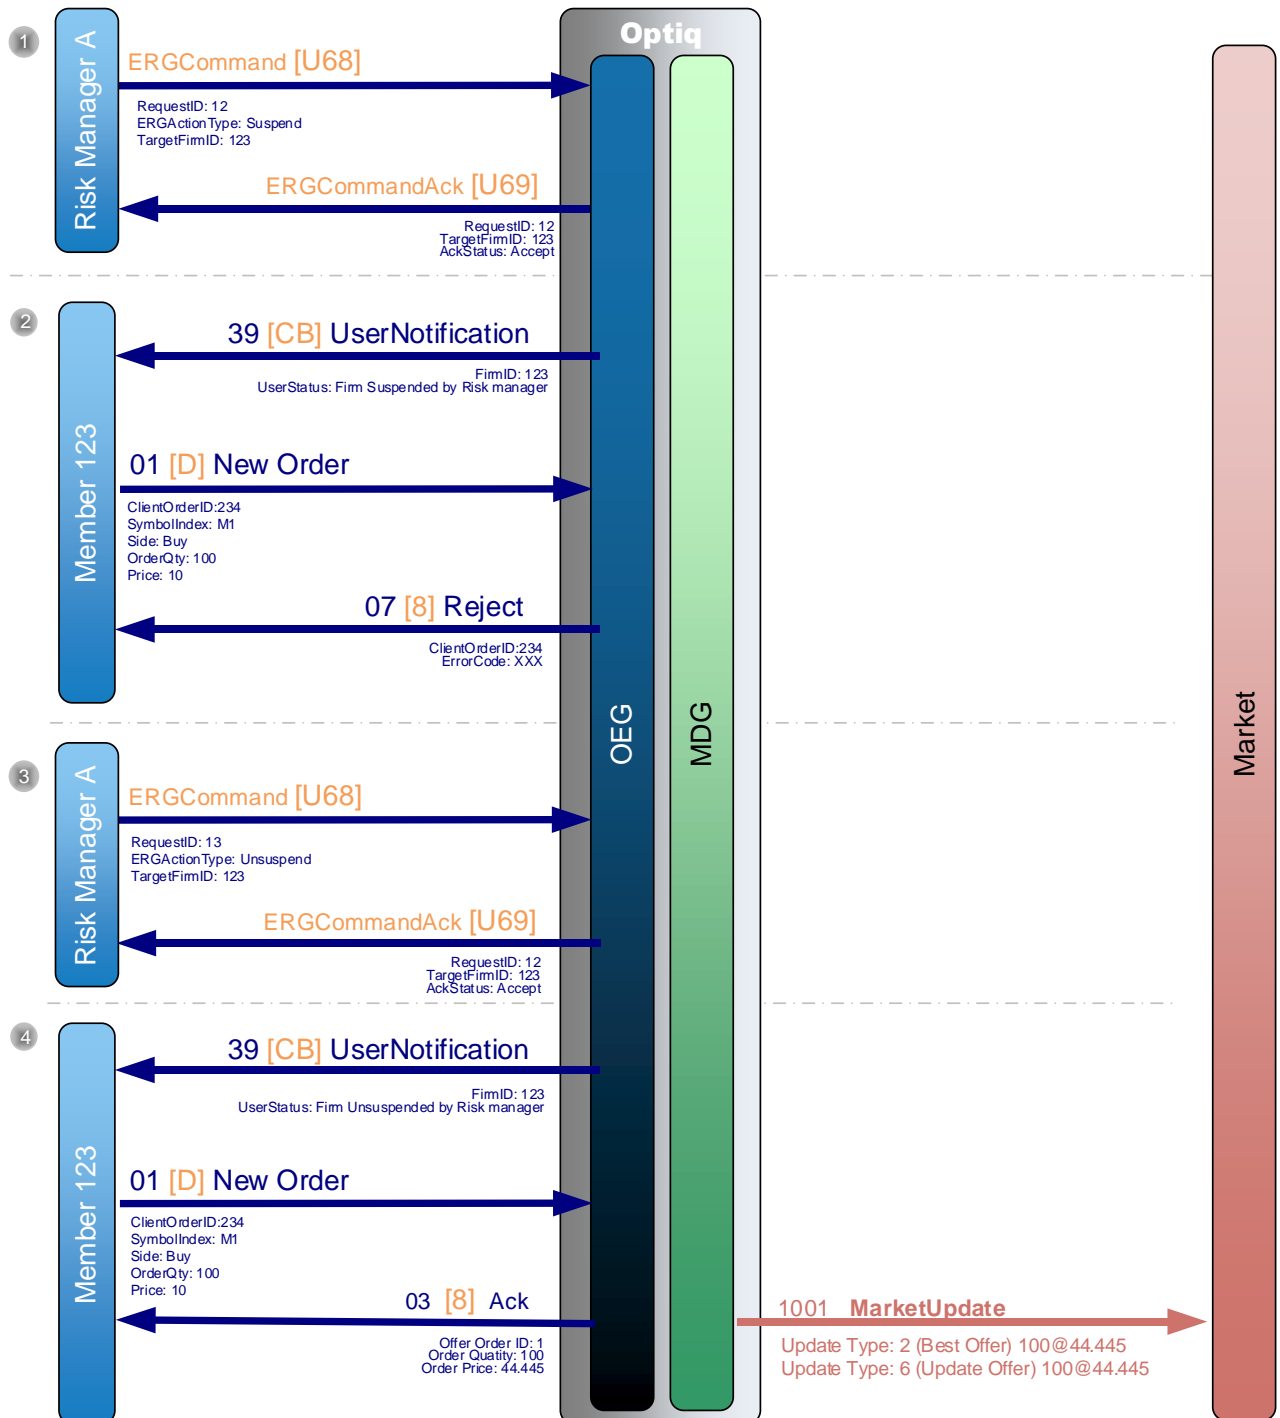 Optiq
1
Risk Manager A
ERGCommand [U68]
RequestID: 12
ERGActionType: Suspend
TargetFirmID: 123
ERGCommandAck [U69]
RequestID: 12
TargetFirmID: 123
AckStatus: Accept
2
Member 123
39 [CB] UserNotification
FirmID: 123
UserStatus: Firm Suspended by Risk manager
01 [D] New Order
ClientOrderID:234
SymbolIndex: M1
Side: Buy
OrderQty: 100
Price: 10
07 [8] Reject
ClientOrderID:234
ErrorCode: XXX
OEG
MDG
Market
3
Risk Manager A
ERGCommand [U68]
RequestID: 13
ERGActionType: Unsuspend
TargetFirmID: 123
ERGCommandAck [U69]
RequestID: 12
TargetFirmID: 123
AckStatus: Accept
4
Member 123
39 [CB] UserNotification
FirmID: 123
UserStatus: Firm Unsuspended by Risk manager
01 [D] New Order
ClientOrderID:234
SymbolIndex: M1
Side: Buy
OrderQty: 100
Price: 10
03 [8] Ack
Offer Order ID: 1
Order Quatity: 100
Order Price: 44.445
1001 MarketUpdate
Update Type: 2 (Best Offer) 100@44.445
Update Type: 6 (Update Offer) 100@44.445